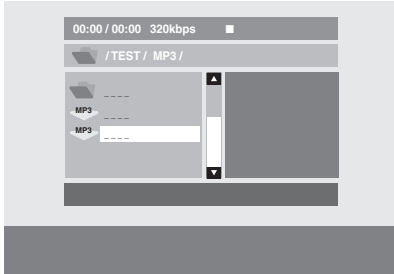 00:00 / 00:00 320kbps
/ TEST / MP3 /
_ _ _ _
MP3 _ _ _ _
MP3 _ _ _ _